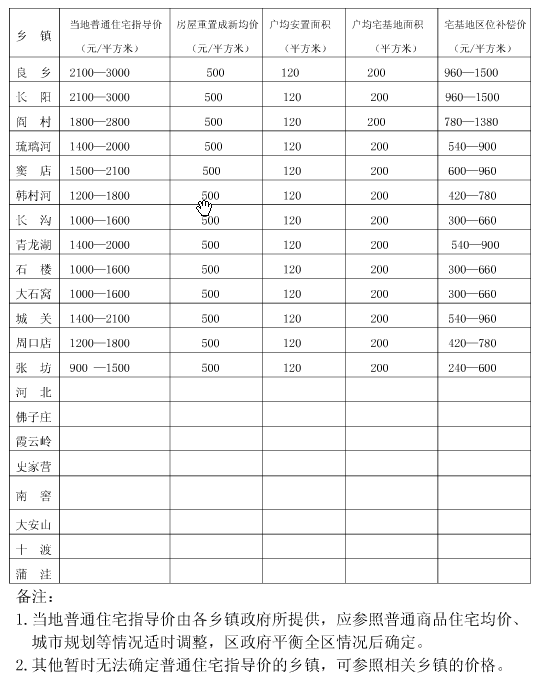 乡 镇 当地普通住宅指导价（元/平方米） 房屋重置成新均价（元/平方米） 户均安置面积（平方米） 户均宅基地面积（平方米） 宅基地区位补偿价（元/平方米）
良 乡 2100—3000 500 120 200 960—1500
长 阳 2100—3000 500 120 200 960—1500
阎 村 1800—2800 500 120 200 780—1380
琉璃河 1400—2000 500 120 200 540—900
窦 店 1500—2100 500 120 200 600—960
韩村河 1200—1800 500 120 200 420—780
长 沟 1000—1600 500 120 200 300—660
青龙湖 1400—2000 500 120 200 540—900
石 楼 1000—1600 500 120 200 300—660
大石窝 1000—1600 500 120 200 300—660
城 关 1400—2100 500 120 200 540—960
周口店 1200—1800 500 120 200 420—780
张 坊 900 —1500 500 120 200 240—600
河 北
佛子庄
霞云岭
史家营
南 窖
大安山
十 渡
蒲 洼
备注：
1. 当地普通住宅指导价由各乡镇政府所提供，应参照普通商品住宅均价、
城市规划等情况适时调整，区政府平衡全区情况后确定。
2. 其他暂时无法确定普通住宅指导价的乡镇，可参照相关乡镇的价格。